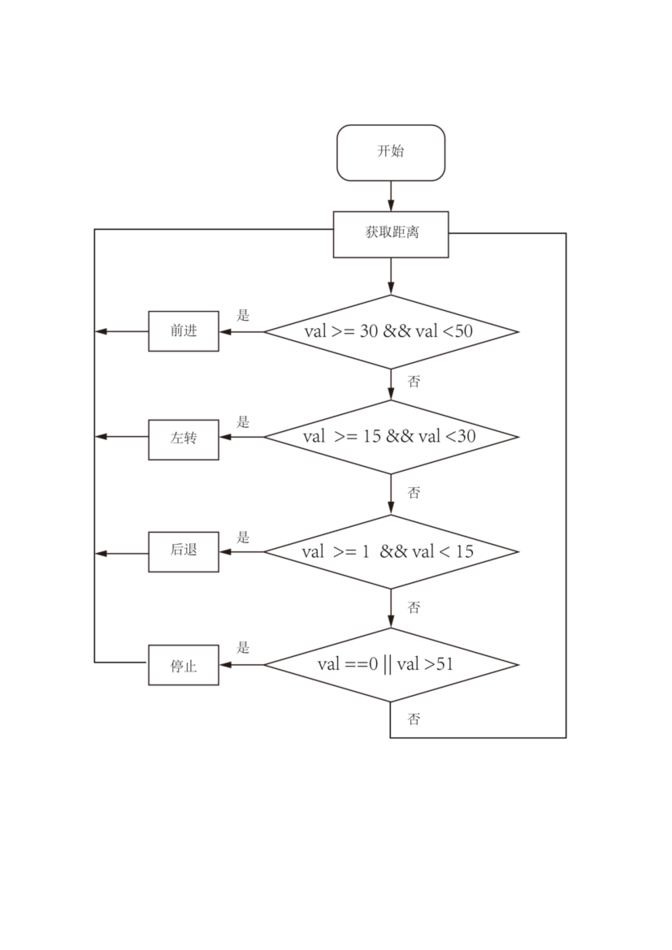 开始
获取距离
是
前进
val >= 30 && val <50
否
是
左转
val >= 15 && val <30
否
是
后退
val >= 1 && val < 15
否
是
停止
val ==0 || val >51
否